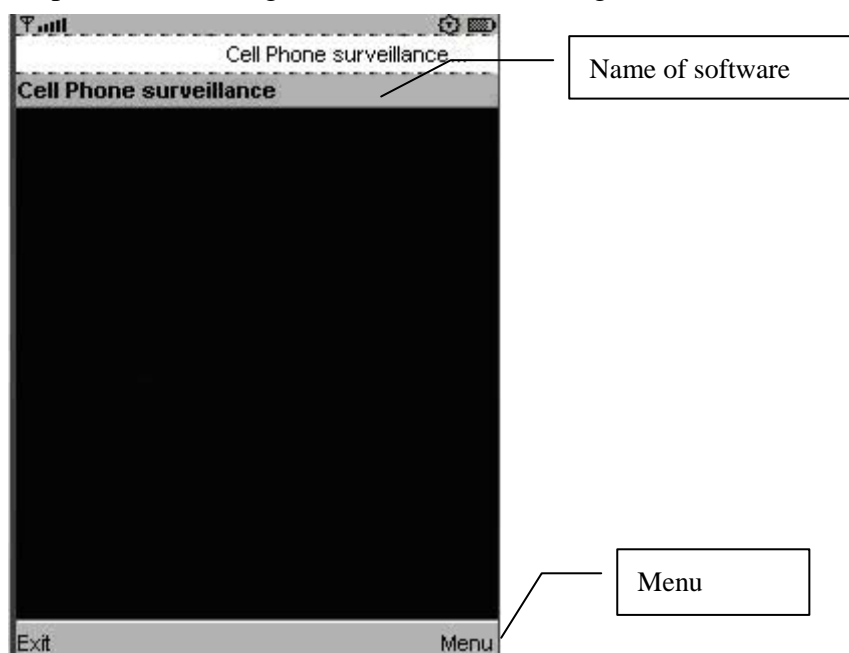 Cell Phone surveillance...
Name of software
Cell Phone surveillance
Menu
Exit
Menu